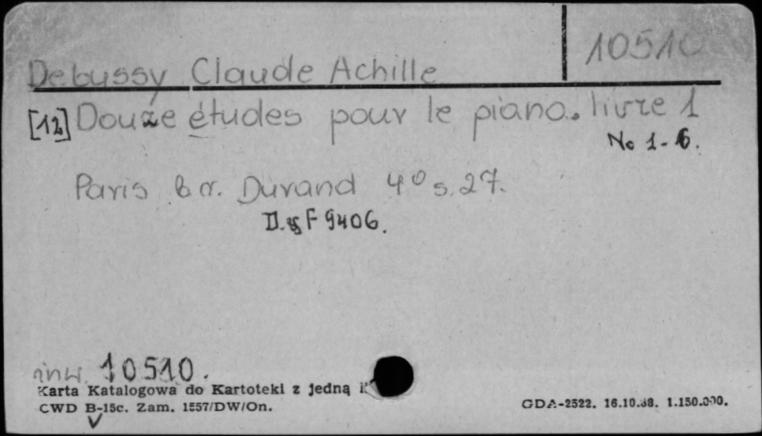 10510
Debussy Claude Achille
[12] Douze études pour le piano. livre 1
No 1-6.
Paris b.r. Durand 4° s. 27.
D. & F 9406.
inw. 10510.
Karta Katalogowa do Kartoteki z jedną
CWD B-15c. Zam. 1557/DW/On.
GDA-2522. 16.10.38. 1.150.000.